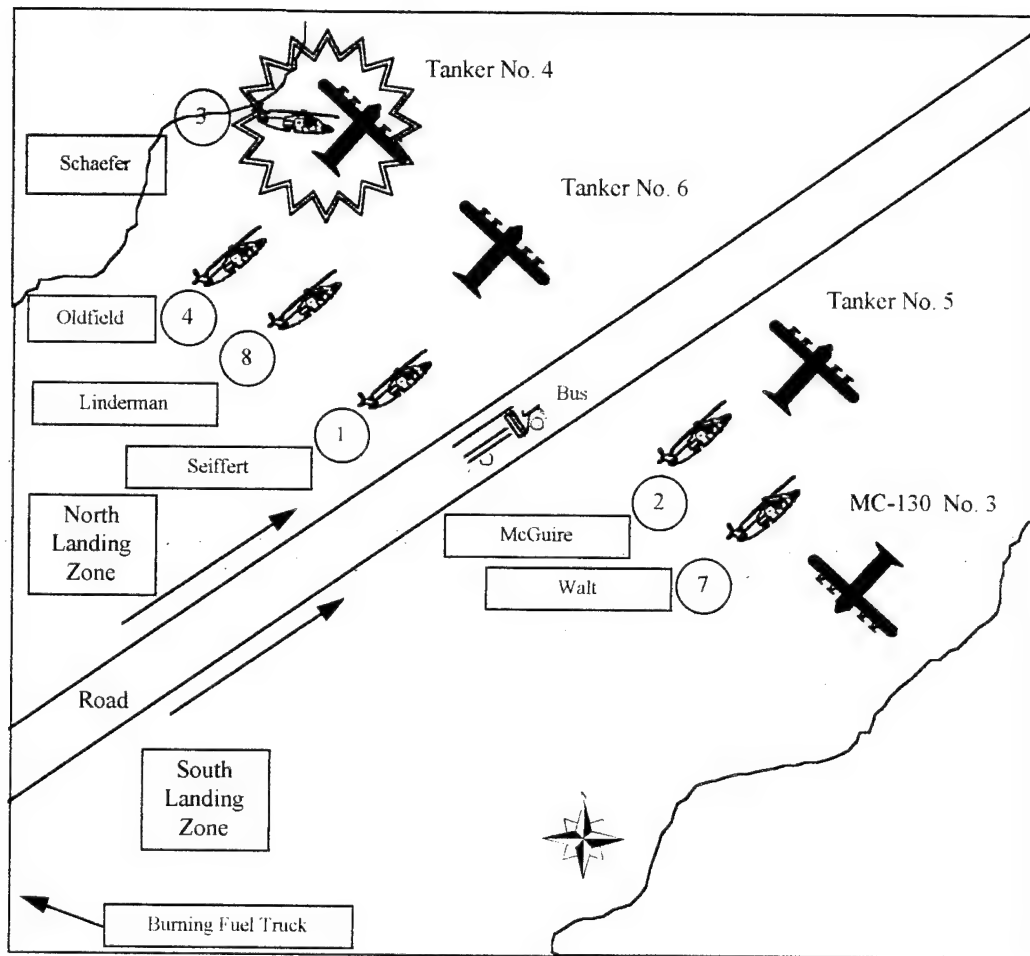 Tanker No. 4
3
Schaefer
Tanker No. 6
Oldfield
4
8
Tanker No. 5
Linderman
Bus
1
Seiffert
2
MC-130 No. 3
North
Landing
Zone
McGuire
Walt
7
Road
South
Landing
Zone
Burning Fuel Truck